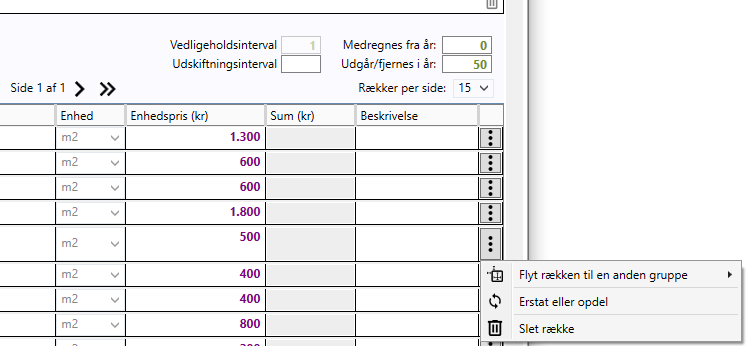 Vedligeholdsinterval 1 Medregnes fra år: 0
Udskiftningsinterval Udgår/fjernes i år: 50
Side 1 af 1 Rækker per side: 15
Enhed Enhedspris (kr) Sum (kr) Beskrivelse
m2 1.300
m2 600
m2 600
m2 1.800
m2 500
m2 400
Flyt rækken til en anden gruppe
m2 400
Erstat eller opdel
m2 800
Slet række